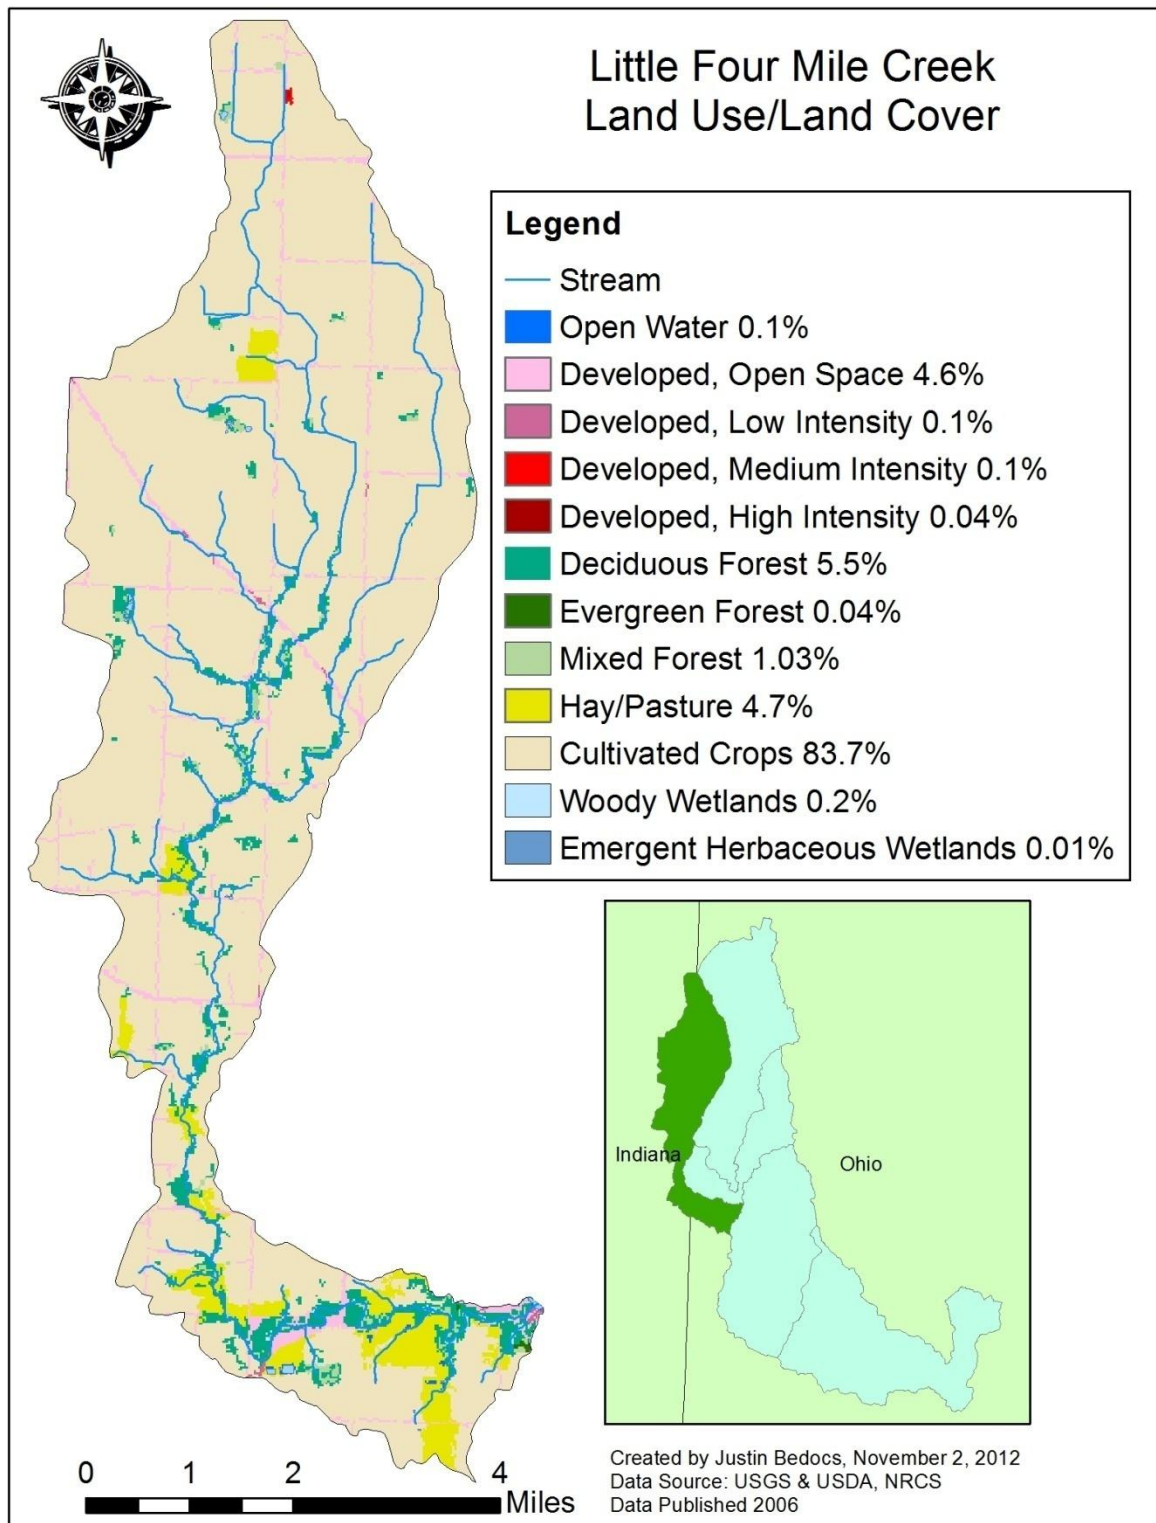 Little Four Mile Creek
Land Use/Land Cover
Legend
Stream
Open Water 0.1%
Developed, Open Space 4.6%
Developed, Low Intensity 0.1%
Developed, Medium Intensity 0.1%
Developed, High Intensity 0.04%
Deciduous Forest 5.5%
Evergreen Forest 0.04%
Mixed Forest 1.03%
Hay/Pasture 4.7%
Cultivated Crops 83.7%
Woody Wetlands 0.2%
Emergent Herbaceous Wetlands 0.01%
Indiana
Ohio
0 1 2 4
Miles
Created by Justin Bedocs, November 2, 2012
Data Source: USGS & USDA, NRCS
Data Published 2006